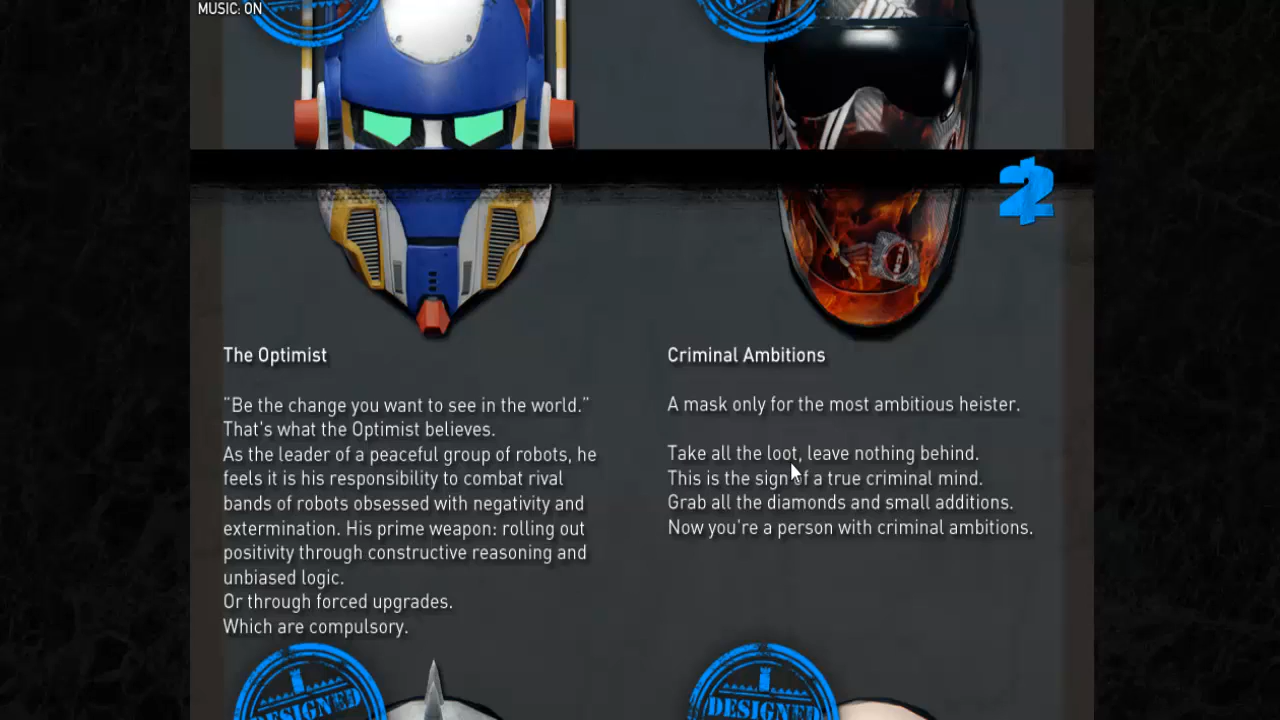 MUSIC: ON
2
The Optimist
"Be the change you want to see in the world."
That's what the Optimist believes.
As the leader of a peaceful group of robots, he
feels it is his responsibility to combat rival
bands of robots obsessed with negativity and
extermination. His prime weapon: rolling out
positivity through constructive reasoning and
unbiased logic.
Or through forced upgrades.
Which are compulsory.
Criminal Ambitions
A mask only for the most ambitious heister.
Take all the loot, leave nothing behind.
This is the sign of a true criminal mind.
Grab all the diamonds and small additions.
Now you're a person with criminal ambitions.
DESIGNED
DESIGNED